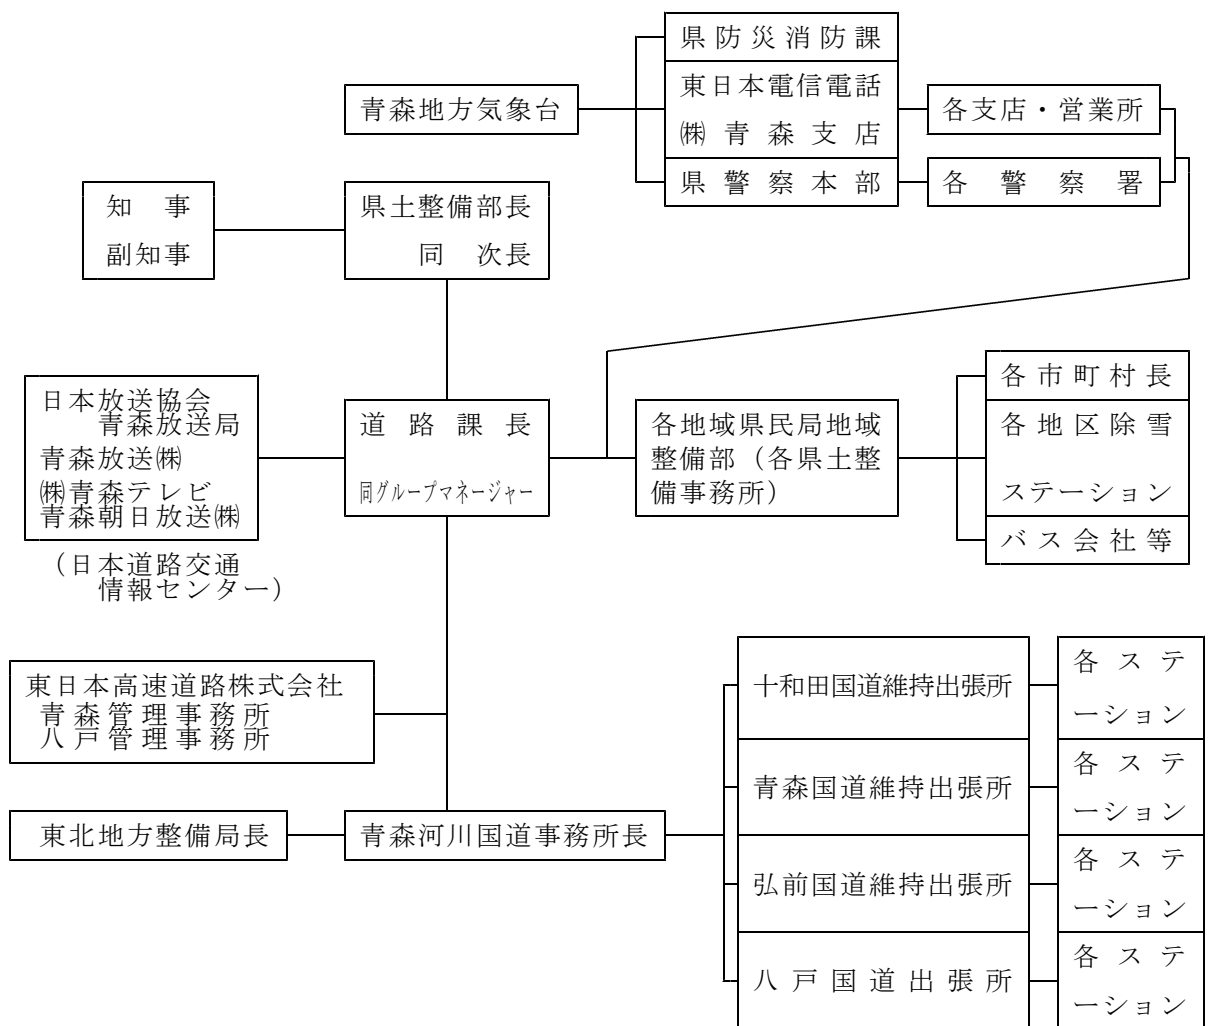 県防災消防課
東日本電信電話
㈱青森支店
県警察本部
青森地方気象台
各支店・営業所
各警察署
知事
副知事
県土整備部長
同次長
日本放送協会
青森放送局
青森放送㈱
㈱青森テレビ
青森朝日放送㈱
(日本道路交通
情報センター)
道路課長
同グループマネージャー
各地域県民局地域
整備部(各県土整
備事務所)
各市町村長
各地区除雪
ステーション
バス会社等
東日本高速道路株式会社
青森管理事務所
八戸管理事務所
東北地方整備局長
青森河川国道事務所長
十和田国道維持出張所
各ステ
ーション
青森国道維持出張所
各ステ
ーション
弘前国道維持出張所
各ステ
ーション
八戸国道出張所
各ステ
ーション